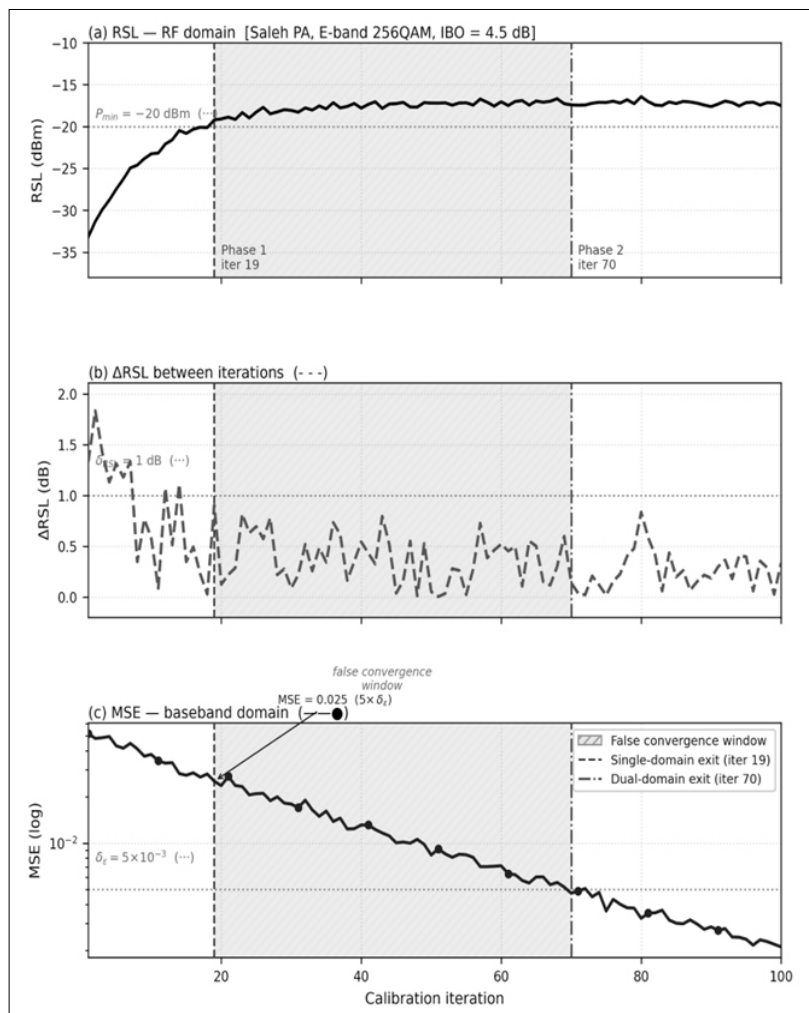 (a) RSL — RF domain [Saleh PA, E-band 256QAM, IBO = 4.5 dB]
−10
−15
P_min = −20 dBm (···)
−20
−25
−30
−35
RSL (dBm)
Phase 1
iter 19
Phase 2
iter 70
(b) ΔRSL between iterations (- - -)
2.0
1.5
= 1 dB (···)
1.0
0.5
0.0
ΔRSL (dB)
false convergence
window
MSE = 0.025 (5× δ_ε)
(c) MSE — baseband domain (—●)
False convergence window
Single-domain exit (iter 19)
Dual-domain exit (iter 70)
10⁻²
δ_ε = 5×10⁻³ (···)
MSE (log)
20
40
60
80
100
Calibration iteration